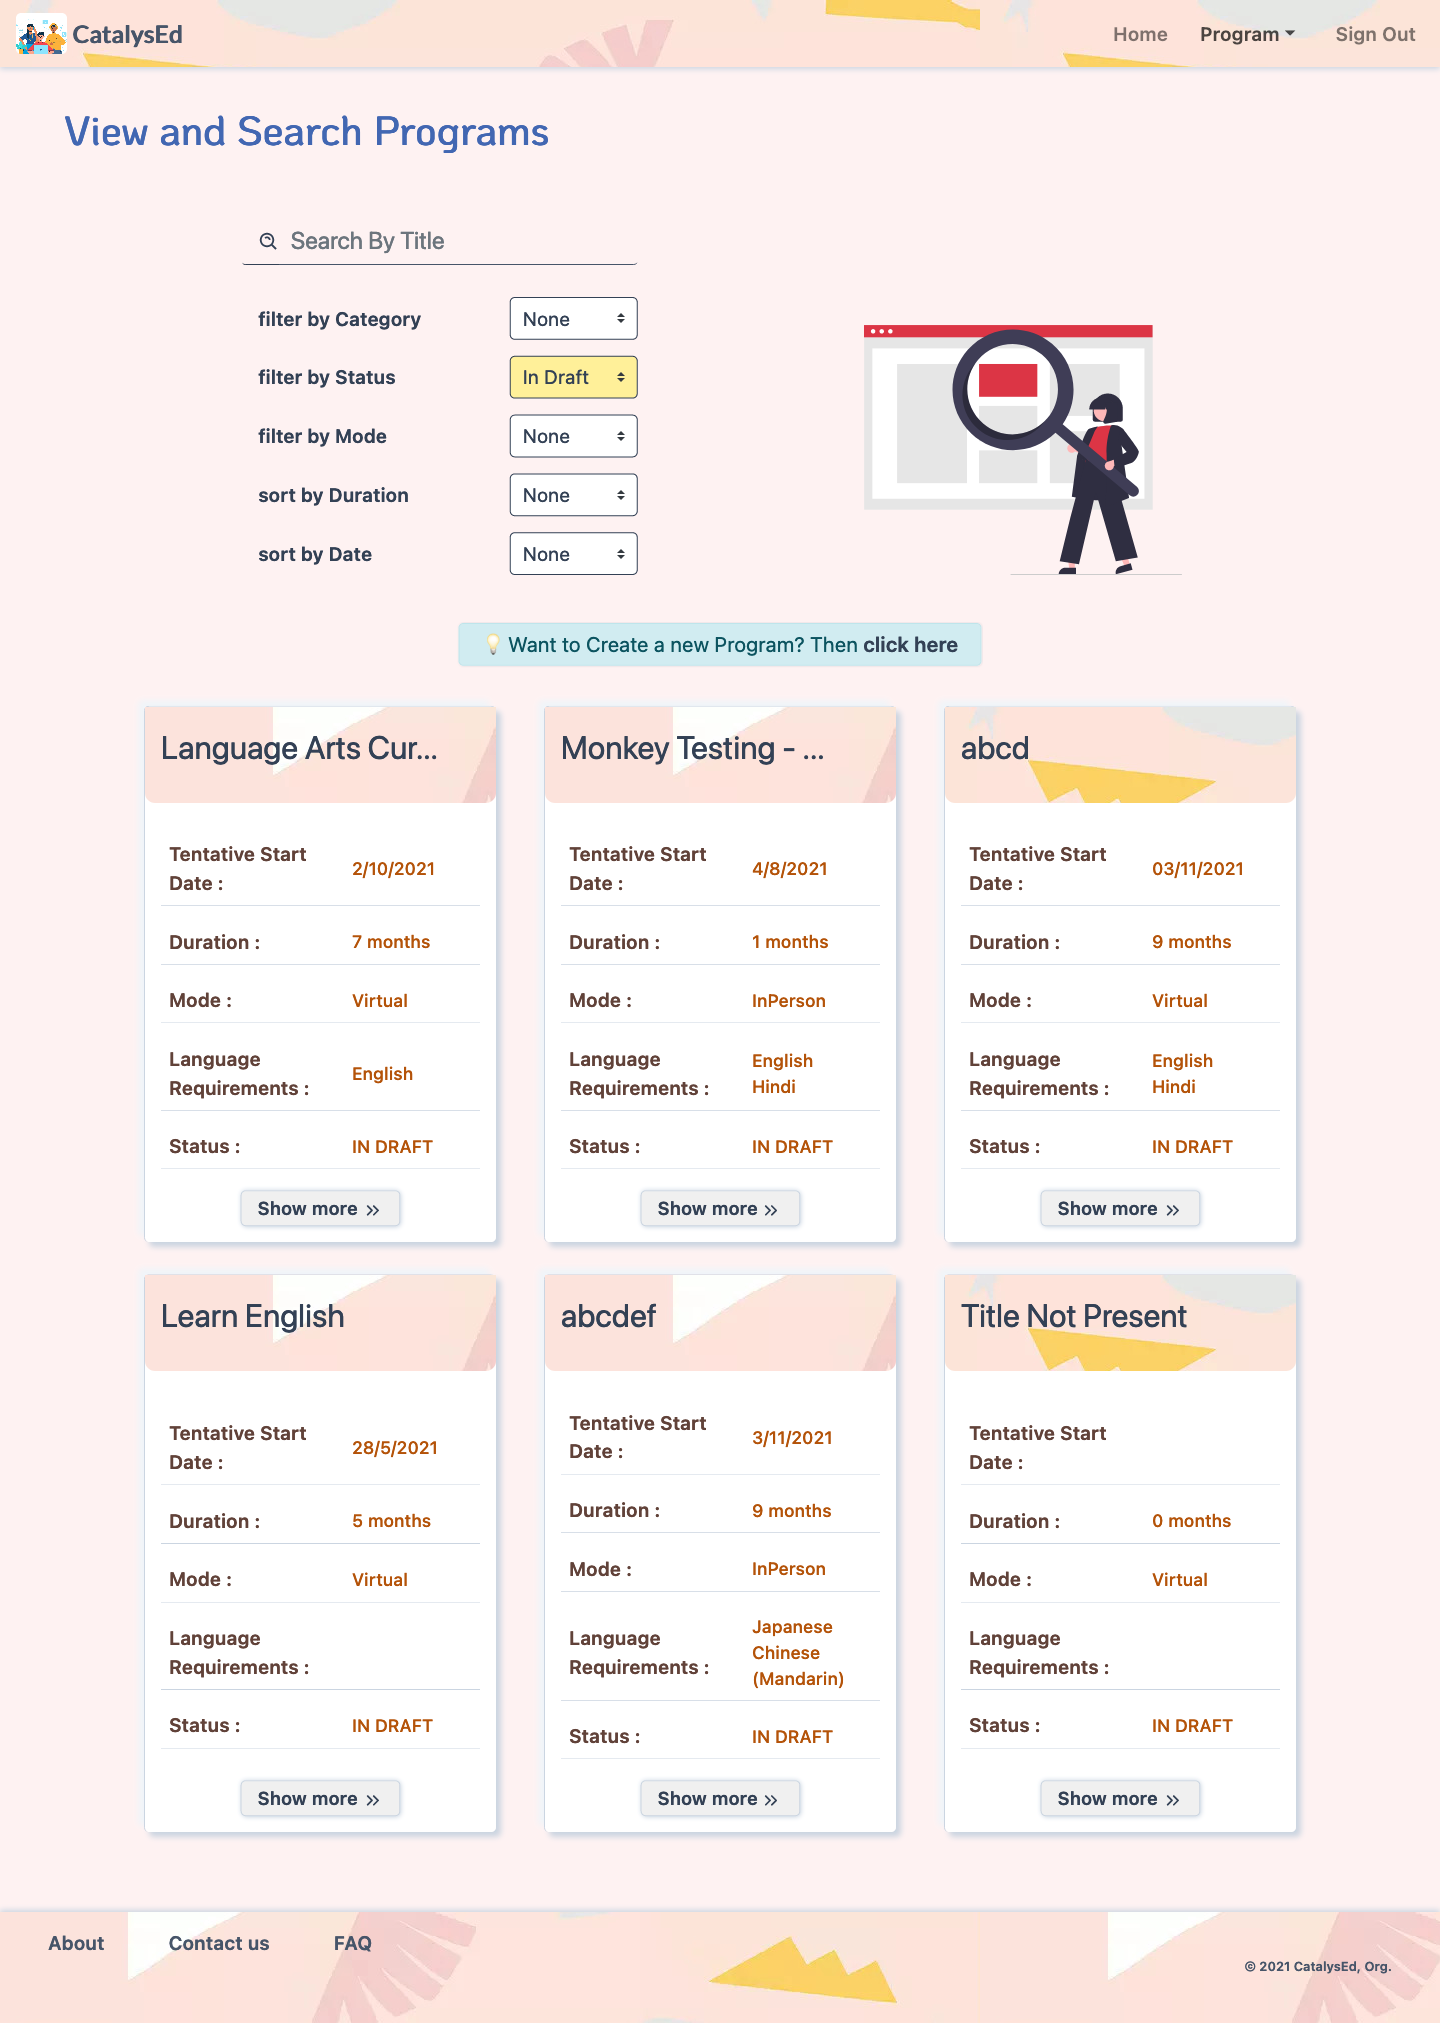 CatalysEd
Home
Program
Sign Out
View and Search Programs
Search By Title
filter by Category
None
filter by Status
In Draft
filter by Mode
None
sort by Duration
None
sort by Date
None
Want to Create a new Program? Then click here
Language Arts Cur...
Tentative Start
Date :
2/10/2021
Duration :
7 months
Mode :
Virtual
Language
Requirements :
English
Status :
IN DRAFT
Show more »
Monkey Testing - ...
Tentative Start
Date :
4/8/2021
Duration :
1 months
Mode :
InPerson
Language
Requirements :
English
Hindi
Status :
IN DRAFT
Show more »
abcd
Tentative Start
Date :
03/11/2021
Duration :
9 months
Mode :
Virtual
Language
Requirements :
English
Hindi
Status :
IN DRAFT
Show more »
Learn English
Tentative Start
Date :
28/5/2021
Duration :
5 months
Mode :
Virtual
Language
Requirements :
Status :
IN DRAFT
Show more »
abcdef
Tentative Start
Date :
3/11/2021
Duration :
9 months
Mode :
InPerson
Language
Requirements :
Japanese
Chinese
(Mandarin)
Status :
IN DRAFT
Show more »
Title Not Present
Tentative Start
Date :
Duration :
0 months
Mode :
Virtual
Language
Requirements :
Status :
IN DRAFT
Show more »
About
Contact us
FAQ
© 2021 CatalysEd, Org.